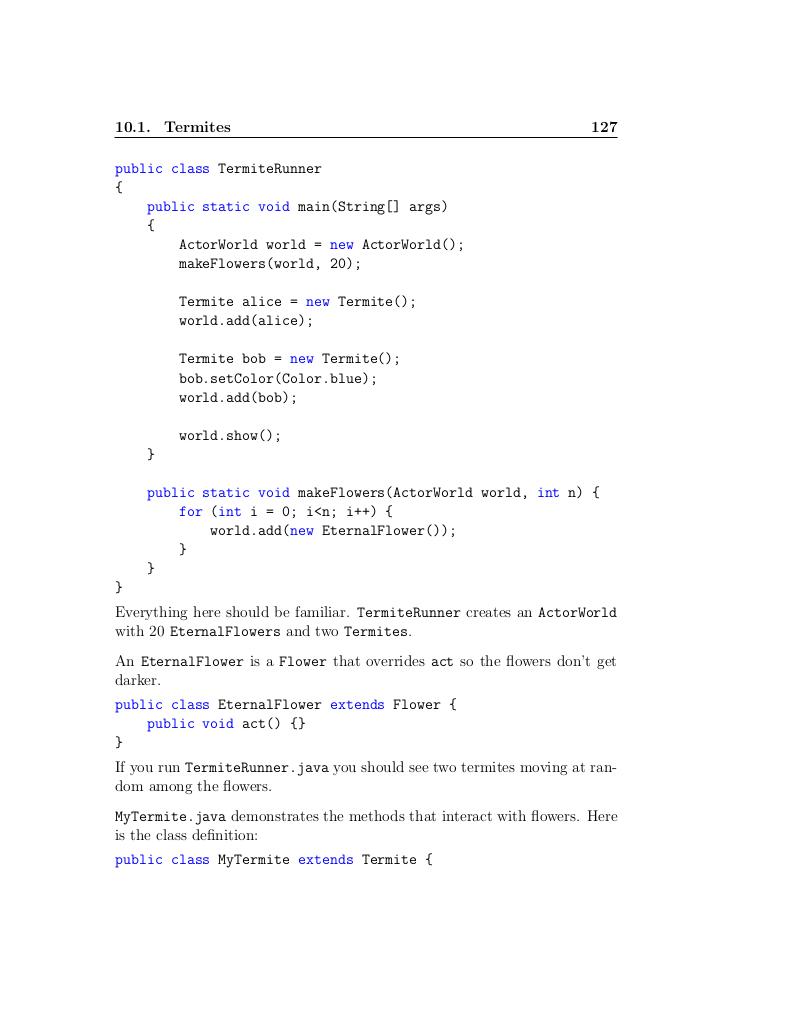 10.1. Termites 127
public class TermiteRunner
{
    public static void main(String[] args)
    {
        ActorWorld world = new ActorWorld();
        makeFlowers(world, 20);

        Termite alice = new Termite();
        world.add(alice);

        Termite bob = new Termite();
        bob.setColor(Color.blue);
        world.add(bob);

        world.show();
    }

    public static void makeFlowers(ActorWorld world, int n) {
        for (int i = 0; i<n; i++) {
            world.add(new EternalFlower());
        }
    }
}
Everything here should be familiar. TermiteRunner creates an ActorWorld
with 20 EternalFlowers and two Termites.
An EternalFlower is a Flower that overrides act so the flowers don't get
darker.
public class EternalFlower extends Flower {
    public void act() {}
}
If you run TermiteRunner.java you should see two termites moving at ran-
dom among the flowers.
MyTermite.java demonstrates the methods that interact with flowers. Here
is the class definition:
public class MyTermite extends Termite {